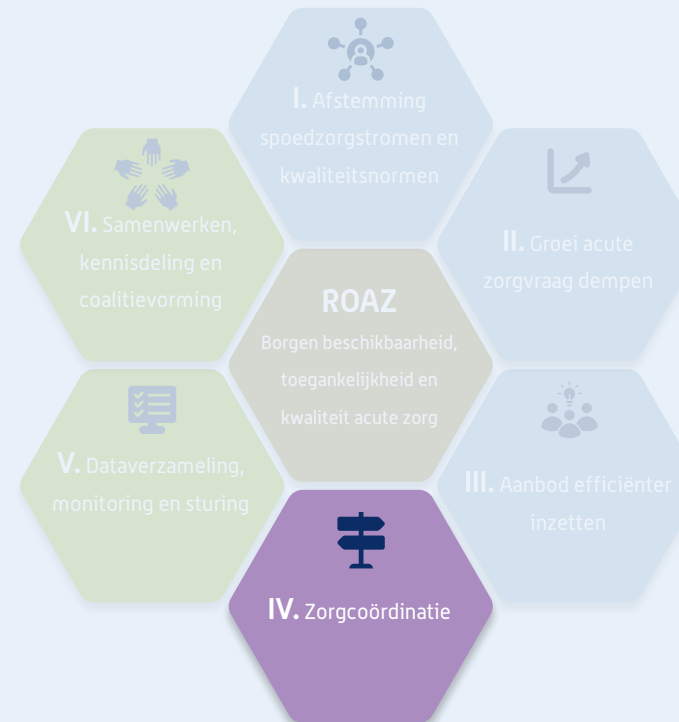 I. Afstemming
spoedzorgstromen en
kwaliteitsnormen
II. Groei acute
zorgvraag dempen
III. Aanbod efficiënter
inzetten
IV. Zorgcoördinatie
V. Dataverzameling,
monitoring en sturing
VI. Samenwerken,
kennisdeling en
coalitievorming
ROAZ
Borgen beschikbaarheid,
toegankelijkheid en
kwaliteit acute zorg